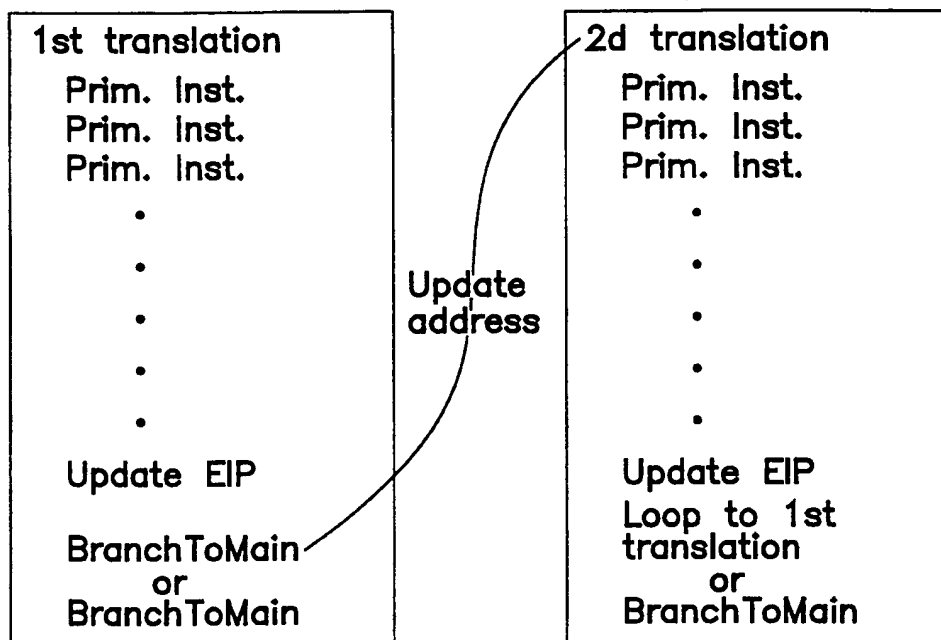 1st translation
Prim. Inst.
Prim. Inst.
Prim. Inst.
Update EIP
BranchToMain
or
BranchToMain
Update
address
2d translation
Prim. Inst.
Prim. Inst.
Prim. Inst.
Update EIP
Loop to 1st
translation
or
BranchToMain